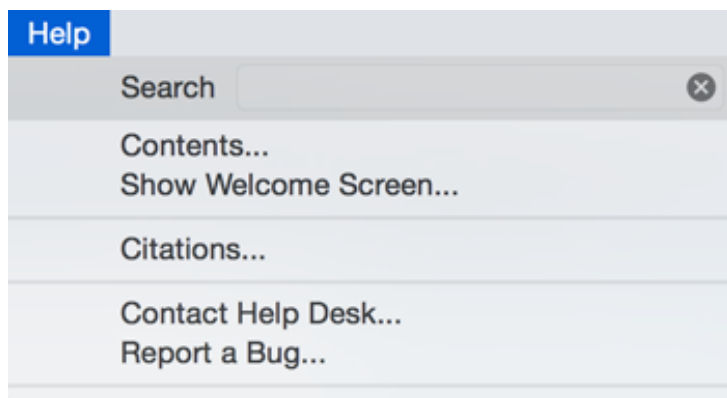 Help
Search
Contents...
Show Welcome Screen...
Citations...
Contact Help Desk...
Report a Bug...